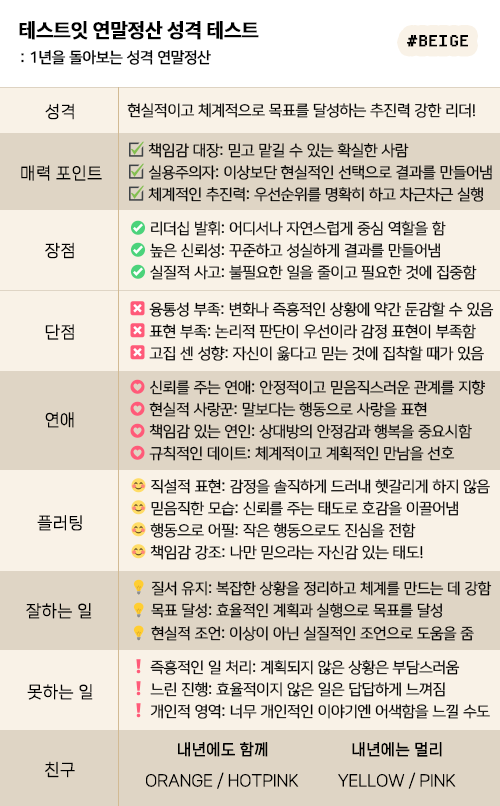 테스트잇 연말정산 성격 테스트
: 1년을 돌아보는 성격 연말정산
#BEIGE
성격
현실적이고 체계적으로 목표를 달성하는 추진력 강한 리더!
매력 포인트
책임감 대장: 믿고 맡길 수 있는 확실한 사람
실용주의자: 이상보단 현실적인 선택으로 결과를 만들어냄
체계적인 추진력: 우선순위를 명확히 하고 차근차근 실행
장점
리더십 발휘: 어디서나 자연스럽게 중심 역할을 함
높은 신뢰성: 꾸준하고 성실하게 결과를 만들어냄
실질적 사고: 불필요한 일을 줄이고 필요한 것에 집중함
단점
융통성 부족: 변화나 즉흥적인 상황에 약간 둔감할 수 있음
표현 부족: 논리적 판단이 우선이라 감정 표현이 부족함
고집 센 성향: 자신이 옳다고 믿는 것에 집착할 때가 있음
연애
신뢰를 주는 연애: 안정적이고 믿음직스러운 관계를 지향
현실적 사랑꾼: 말보다는 행동으로 사랑을 표현
책임감 있는 연인: 상대방의 안정감과 행복을 중요시함
규칙적인 데이트: 체계적이고 계획적인 만남을 선호
플러팅
직설적 표현: 감정을 솔직하게 드러내 헷갈리게 하지 않음
믿음직한 모습: 신뢰를 주는 태도로 호감을 이끌어냄
행동으로 어필: 작은 행동으로도 진심을 전함
책임감 강조: 나만 믿으라는 자신감 있는 태도!
잘하는 일
질서 유지: 복잡한 상황을 정리하고 체계를 만드는 데 강함
목표 달성: 효율적인 계획과 실행으로 목표를 달성
현실적 조언: 이상이 아닌 실질적인 조언으로 도움을 줌
못하는 일
즉흥적인 일 처리: 계획되지 않은 상황은 부담스러움
느린 진행: 효율적이지 않은 일은 답답하게 느껴짐
개인적 영역: 너무 개인적인 이야기엔 어색함을 느낄 수도
친구
내년에도 함께
ORANGE / HOTPINK
내년에는 멀리
YELLOW / PINK